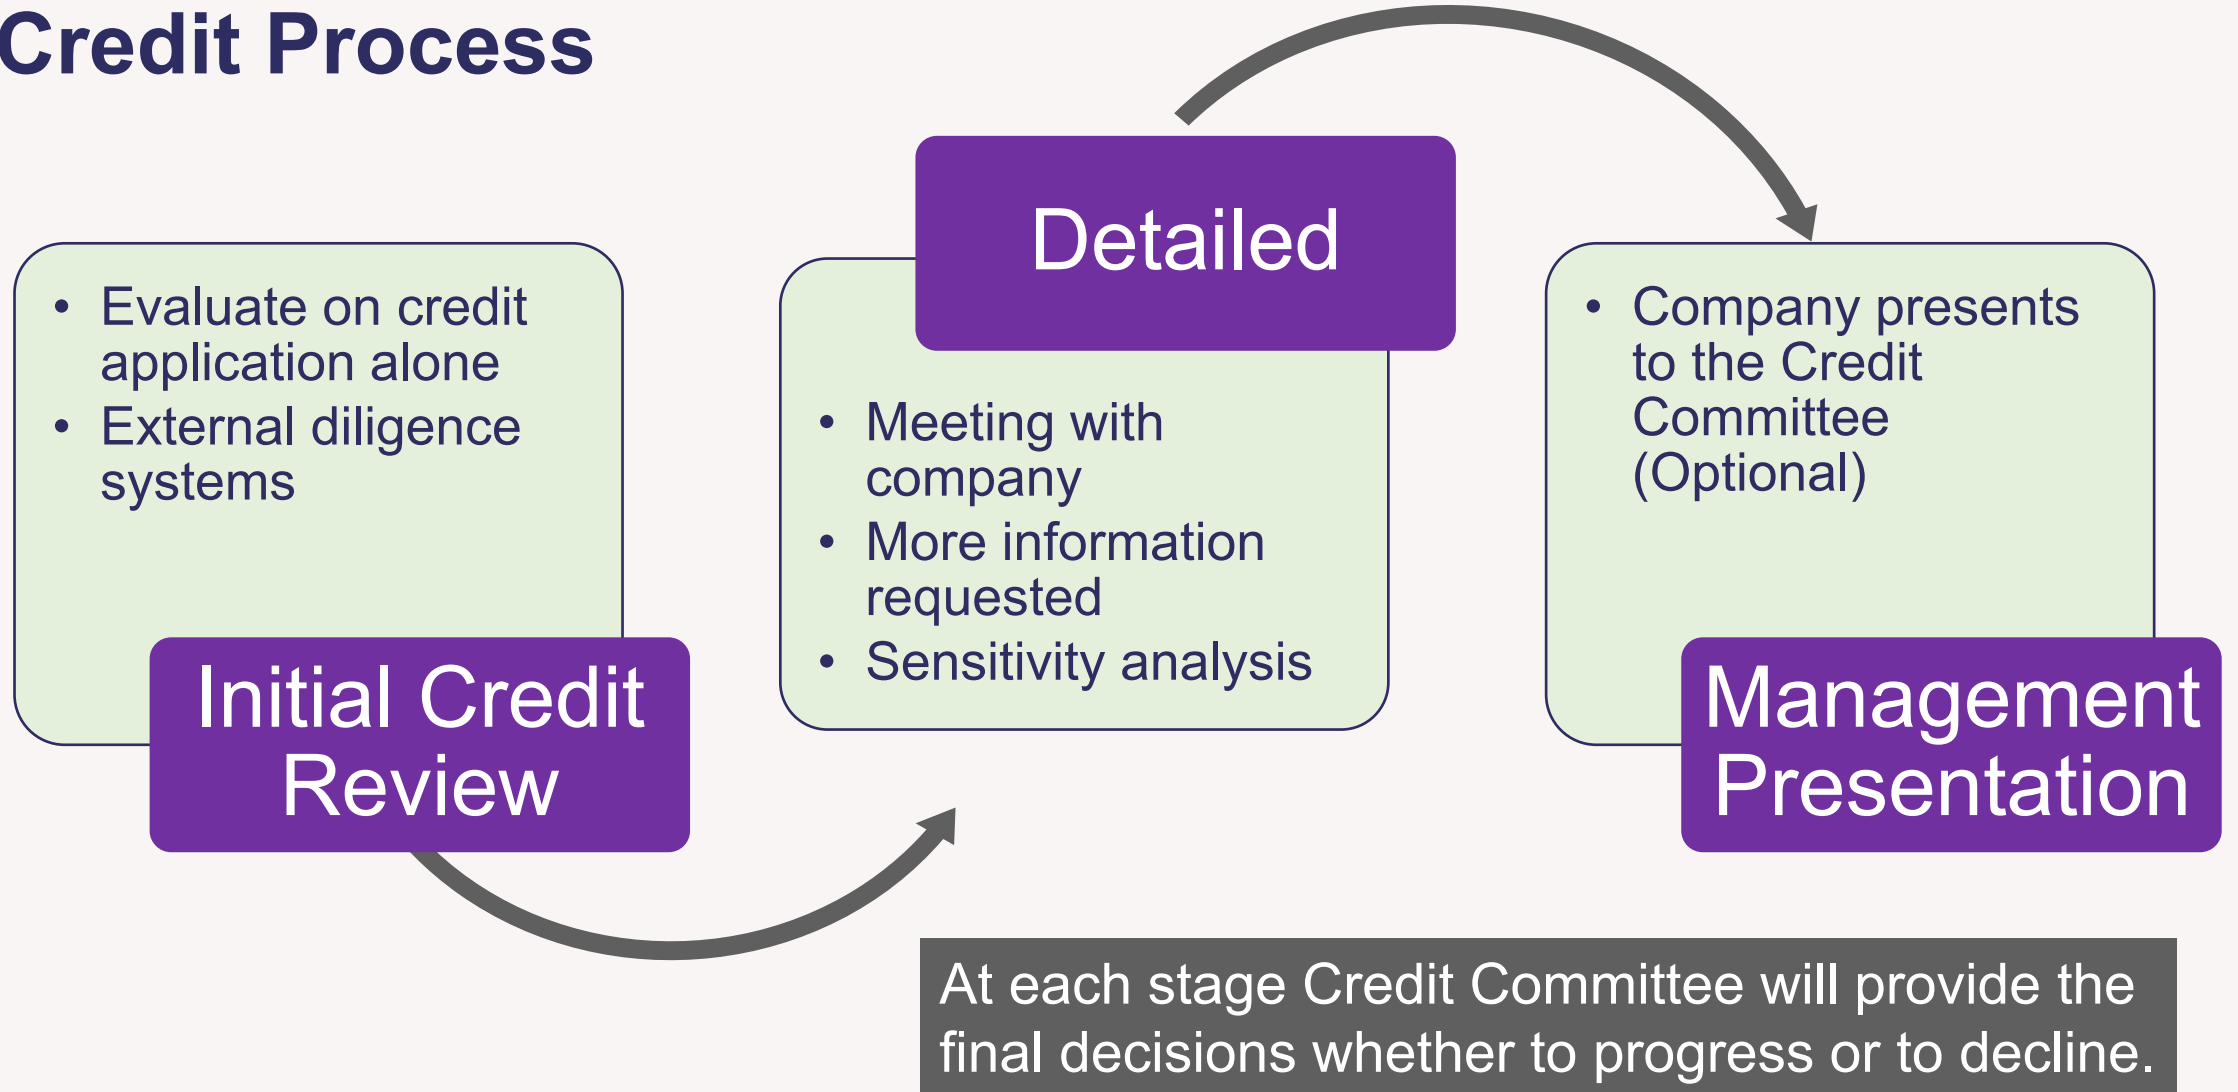 Credit Process
• Evaluate on credit
application alone
• External diligence
systems
Initial Credit
Review
Detailed
• Meeting with
company
• More information
requested
• Sensitivity analysis
• Company presents
to the Credit
Committee
(Optional)
Management
Presentation
At each stage Credit Committee will provide the
final decisions whether to progress or to decline.